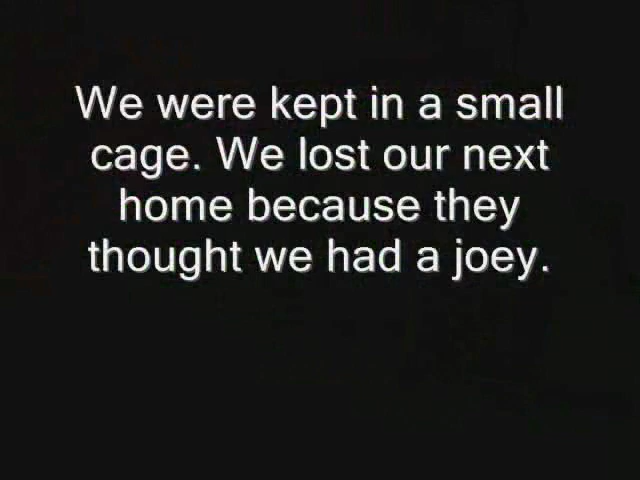 We were kept in a small
cage. We lost our next
home because they
thought we had a joey.